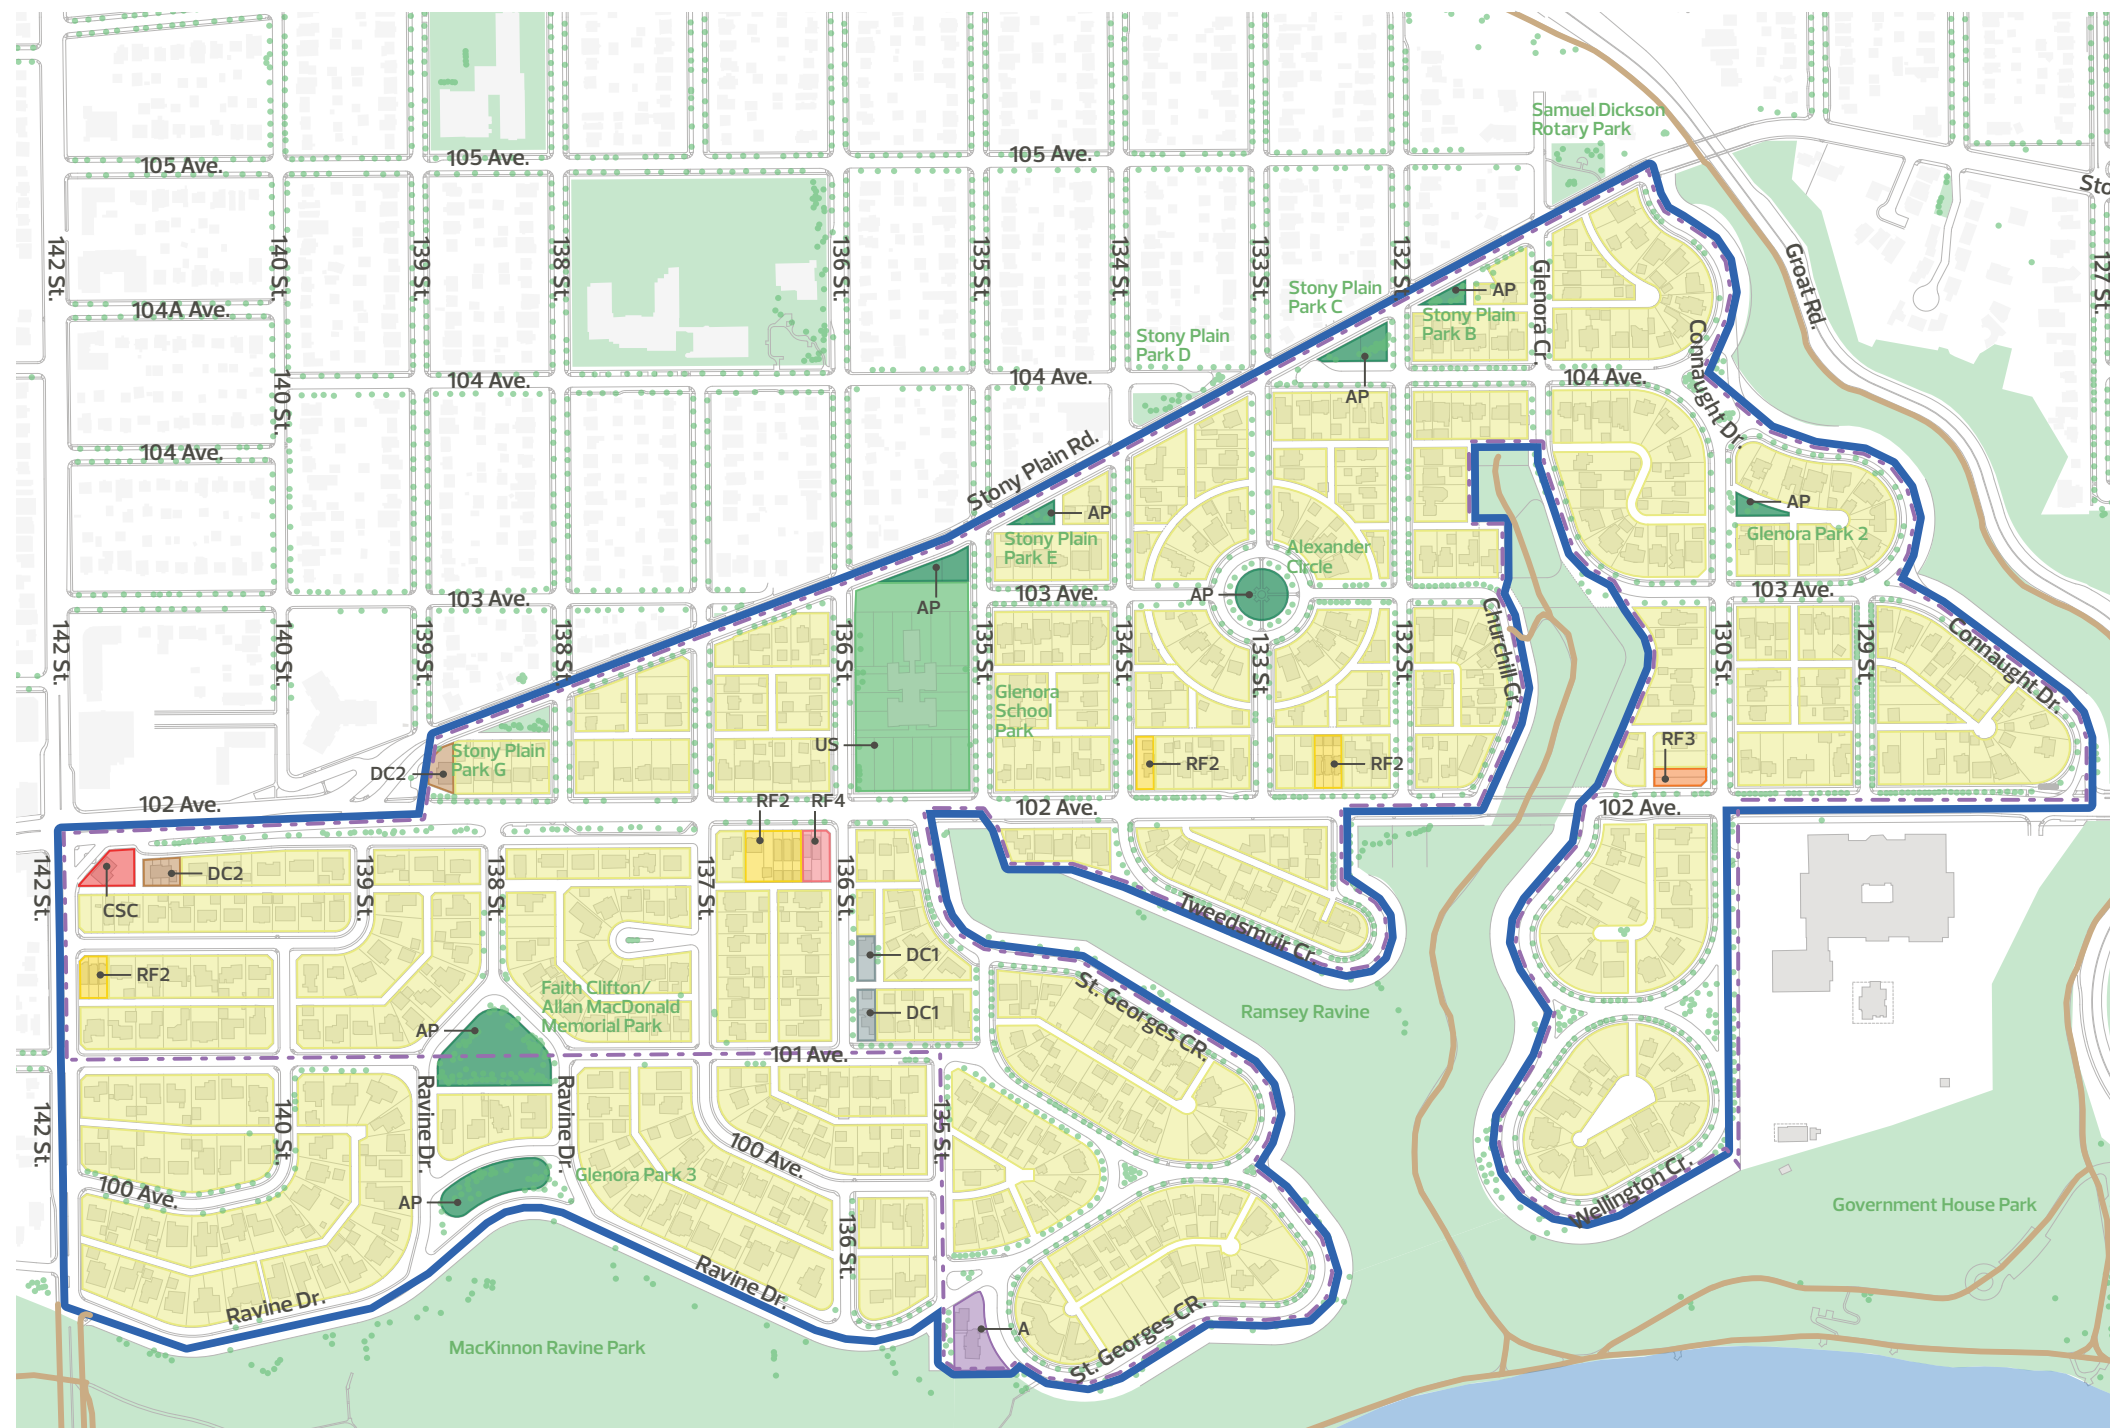 Samuel Dickson
Rotary Park
105 Ave.
105 Ave.
105 Ave.
Sto
142 St.
140 St.
139 St.
138 St.
136 St.
135 St.
134 St.
133 St.
132 St.
Glenora Cr.
Groat Rd.
127 St.
104A Ave.
Stony Plain
Park C
AP
Stony Plain
Park B
Stony Plain
Park D
Connaught Dr.
140 St.
104 Ave.
104 Ave.
104 Ave.
AP
104 Ave.
Stony Plain Rd.
AP
Stony Plain
Park E
AP
Glenora Park 2
Alexander
Circle
AP
AP
103 Ave.
103 Ave.
103 Ave.
142 St.
140 St.
139 St.
138 St.
136 St.
135 St.
134 St.
133 St.
132 St.
Churchill Cr.
130 St.
129 St.
Connaught Dr.
Glenora
School
Park
US
Stony Plain
Park G
DC2
RF2
RF2
RF3
102 Ave.
RF2
RF4
102 Ave.
102 Ave.
142 St.
CSC
DC2
139 St.
138 St.
137 St.
136 St.
Tweedsmuir Cr.
RF2
DC1
DC1
Faith Clifton/
Allan MacDonald
Memorial Park
AP
St. Georges CR.
Ramsey Ravine
101 Ave.
142 St.
140 St.
Ravine Dr.
Ravine Dr.
135 St.
100 Ave.
100 Ave.
Glenora Park 3
AP
Wellington Cr.
Government House Park
136 St.
Ravine Dr.
Ravine Dr.
A
St. Georges CR.
MacKinnon Ravine Park